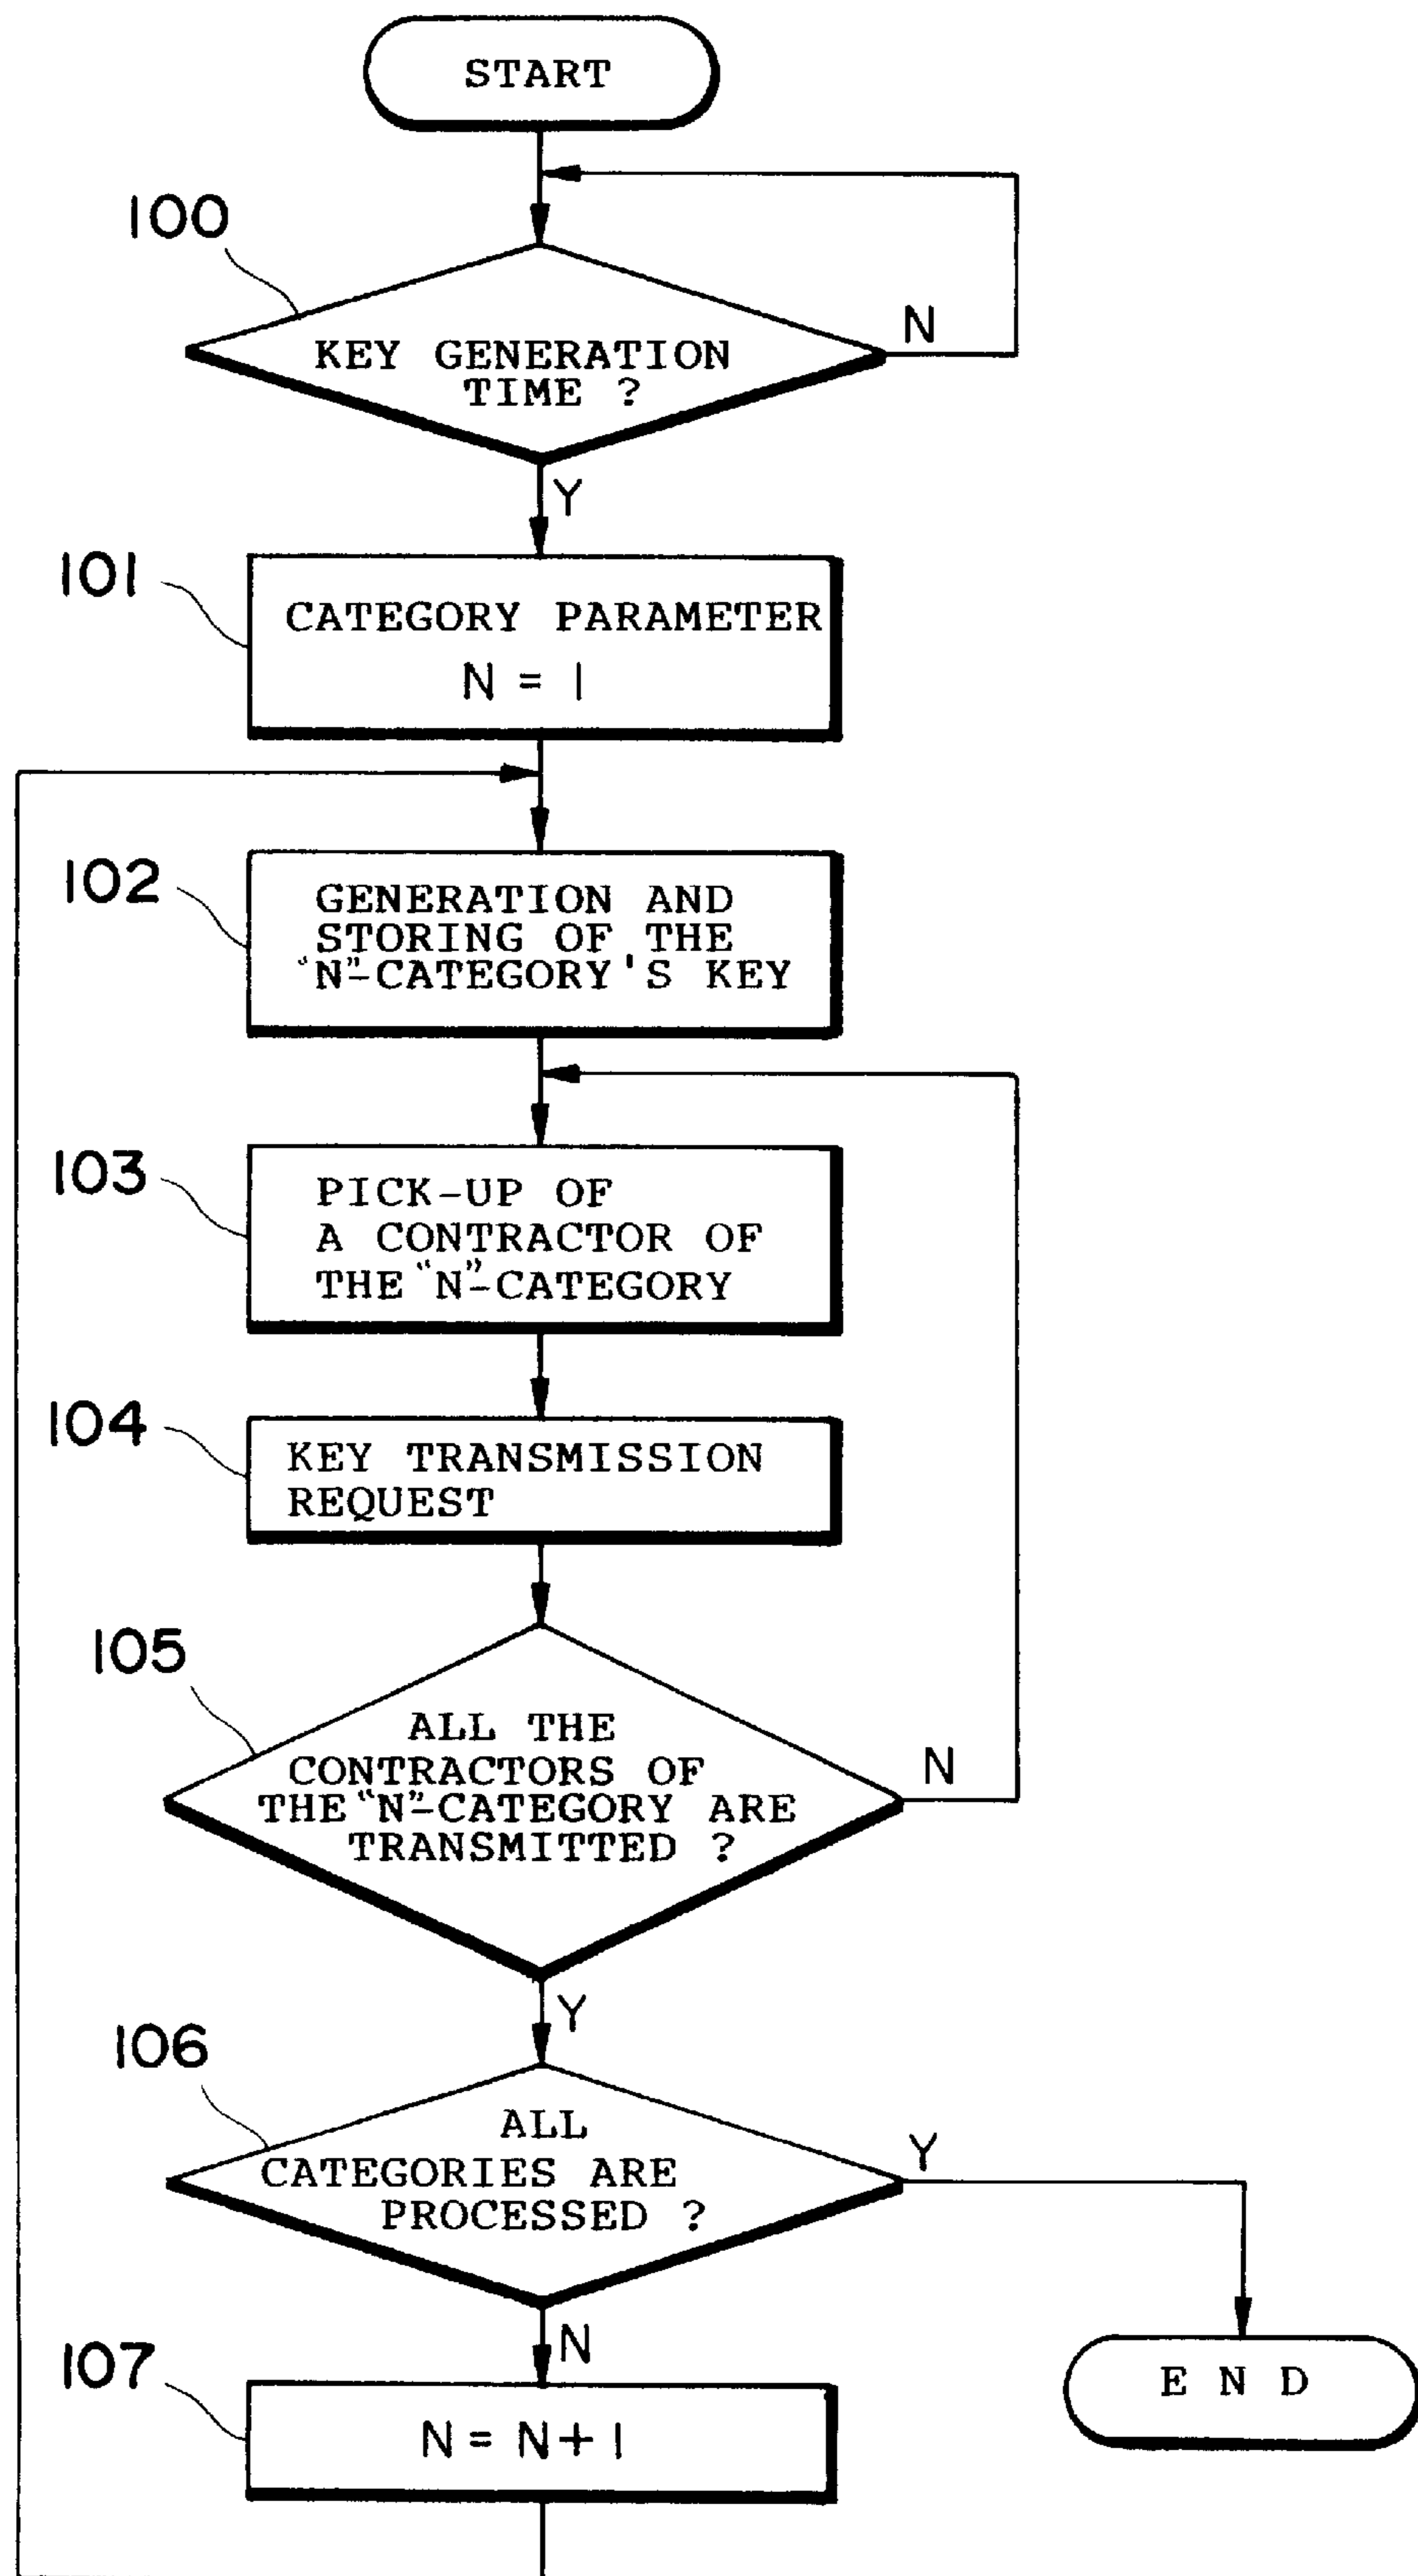 START
100
N
KEY GENERATION
TIME ?
Y
101
CATEGORY PARAMETER
N = 1
102
GENERATION AND
STORING OF THE
“N”-CATEGORY'S KEY
103
PICK-UP OF
A CONTRACTOR OF
THE “N”-CATEGORY
104
KEY TRANSMISSION
REQUEST
105
ALL THE
CONTRACTORS OF
THE “N”-CATEGORY ARE
TRANSMITTED ?
N
Y
106
ALL
CATEGORIES ARE
PROCESSED ?
Y
N
107
N = N + 1
E N D